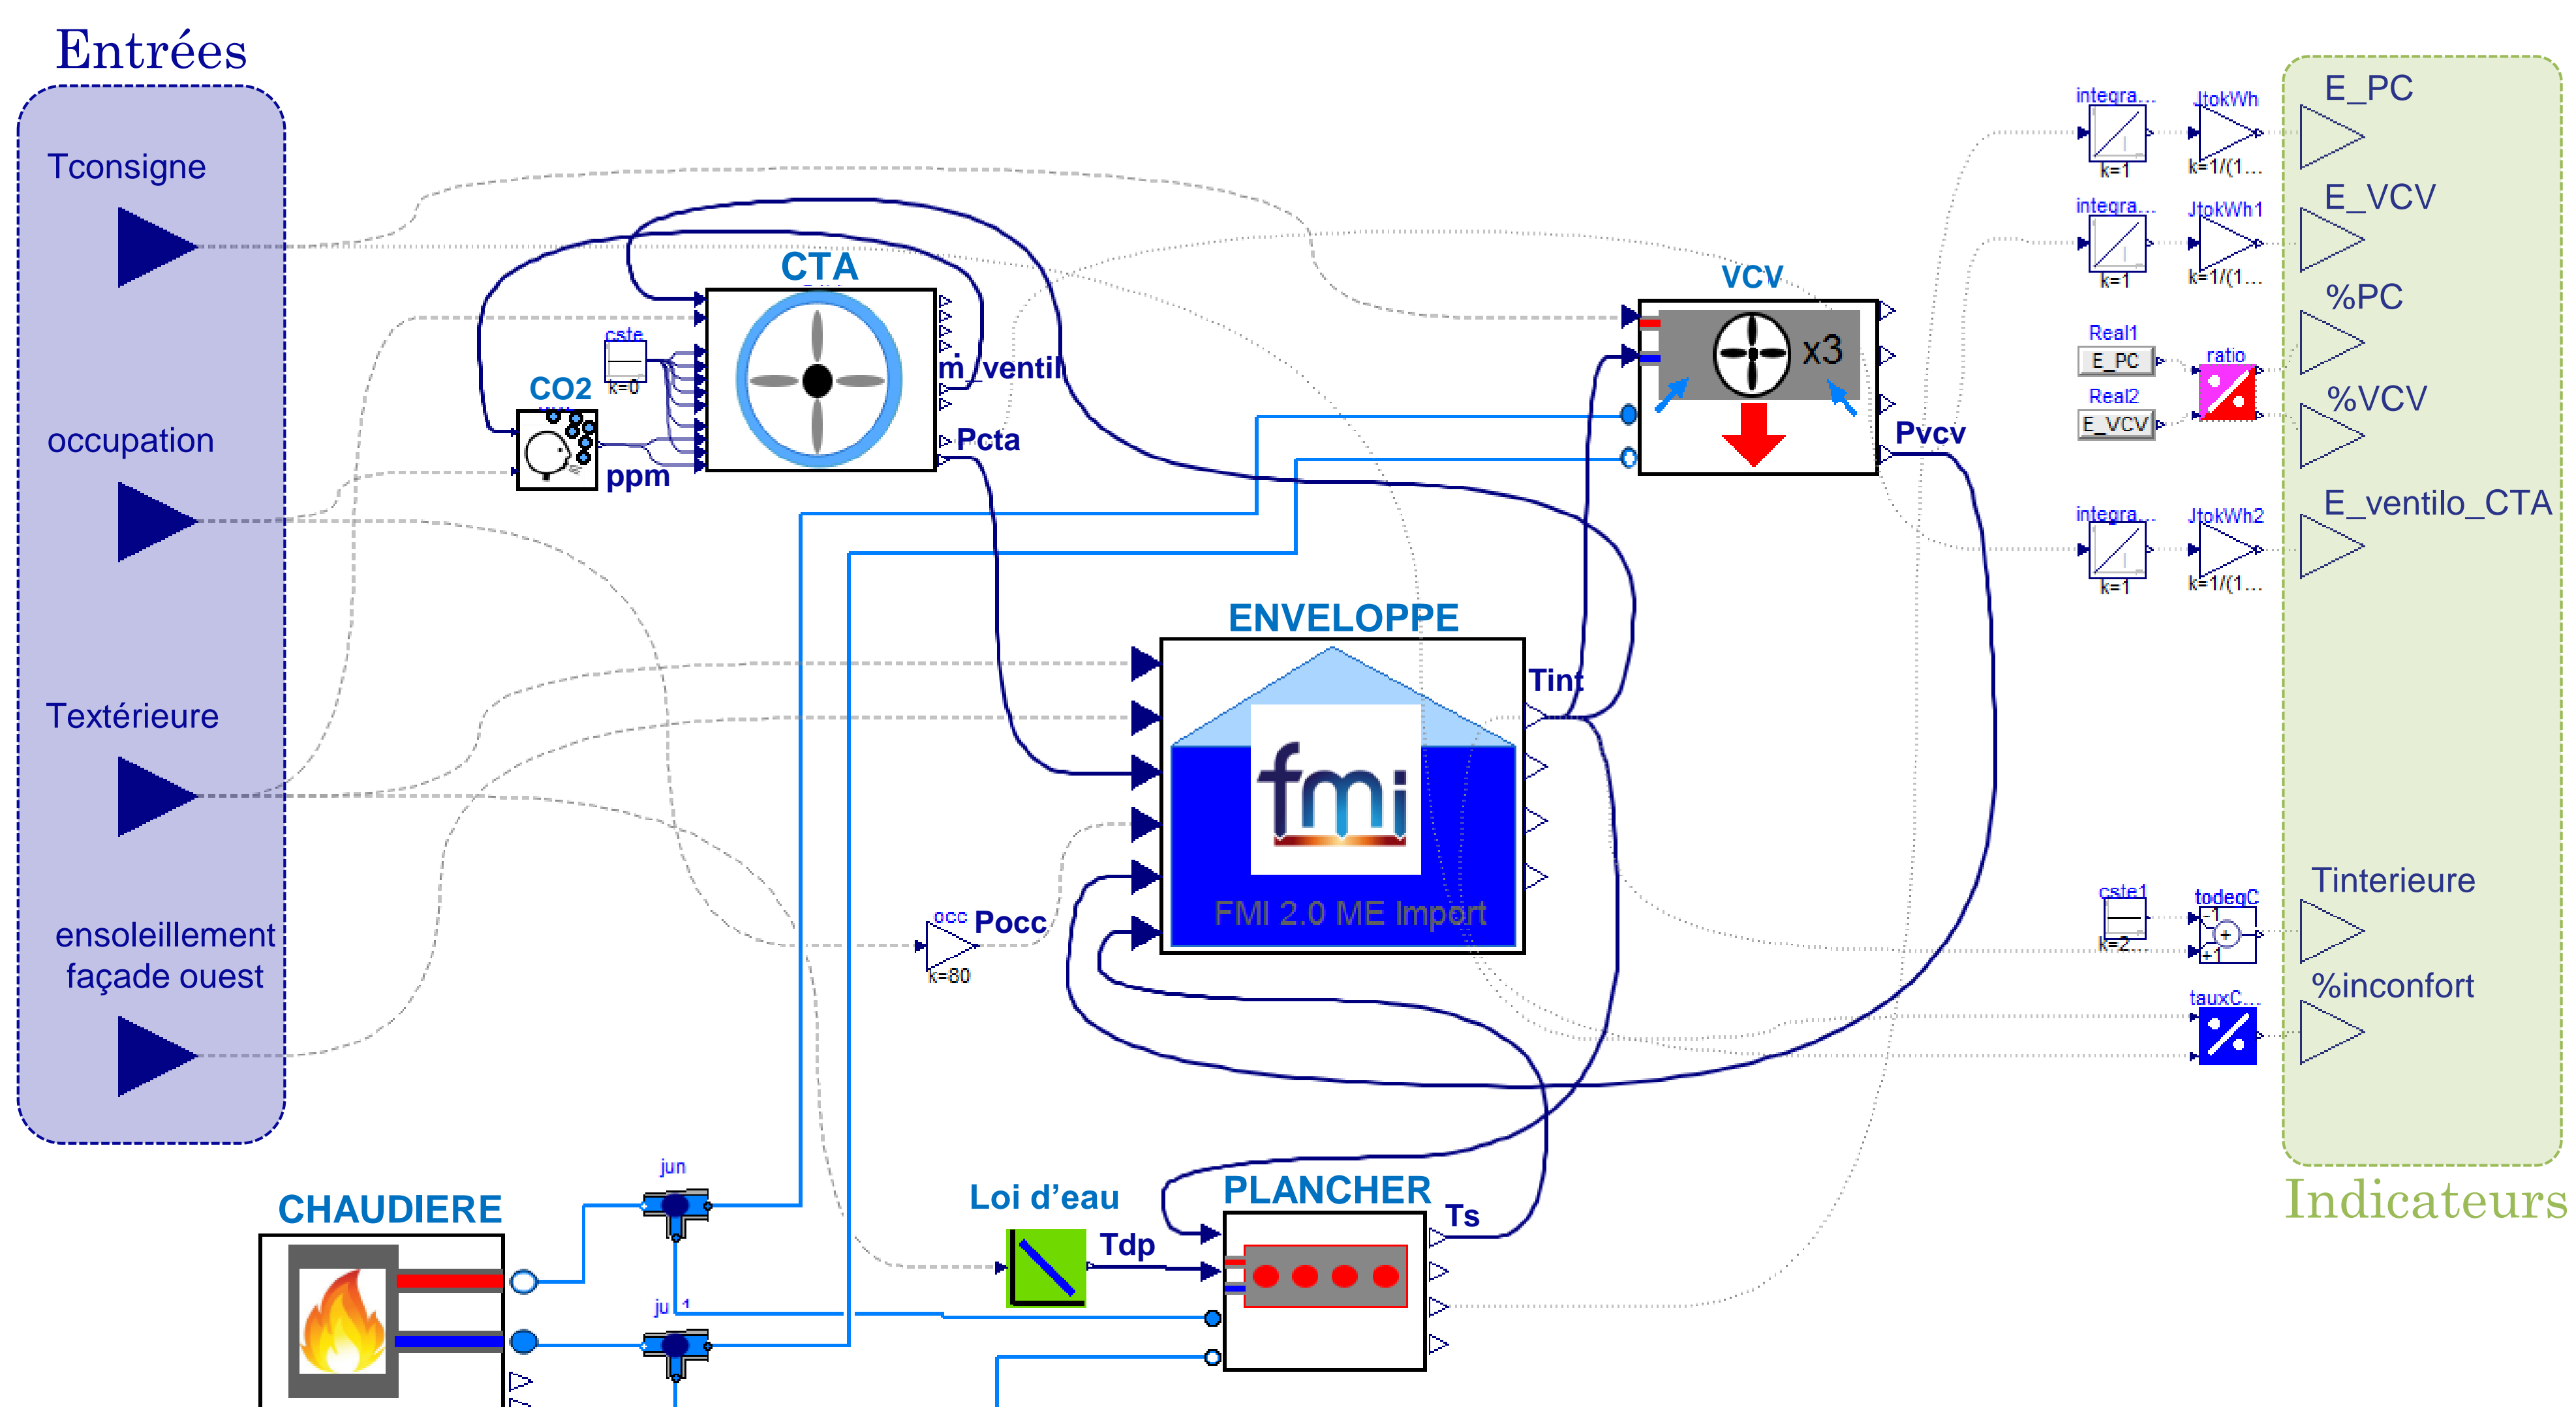 Entrées
Tconsigne
occupation
Textérieure
ensoleillement
façade ouest
CTA
cste
k=0
CO2
ppm
ṁ_ventil
Pcta
VCV
x3
Pvcv
ENVELOPPE
Tint
fmi
FMI 2.0 ME Import
occ
Pocc
k=80
CHAUDIERE
jun
Loi d’eau
Tdp
PLANCHER
Ts
integra...
k=1
JtokWh
k=1/(1...
E_PC
integra...
k=1
JtokWh1
k=1/(1...
E_VCV
Real1
E_PC
Real2
E_VCV
ratio
%PC
%VCV
integra...
k=1
JtokWh2
k=1/(1...
E_ventilo_CTA
cste1
k=2...
todegC
-1
+
+1
Tinterieure
tauxC...
%inconfort
Indicateurs